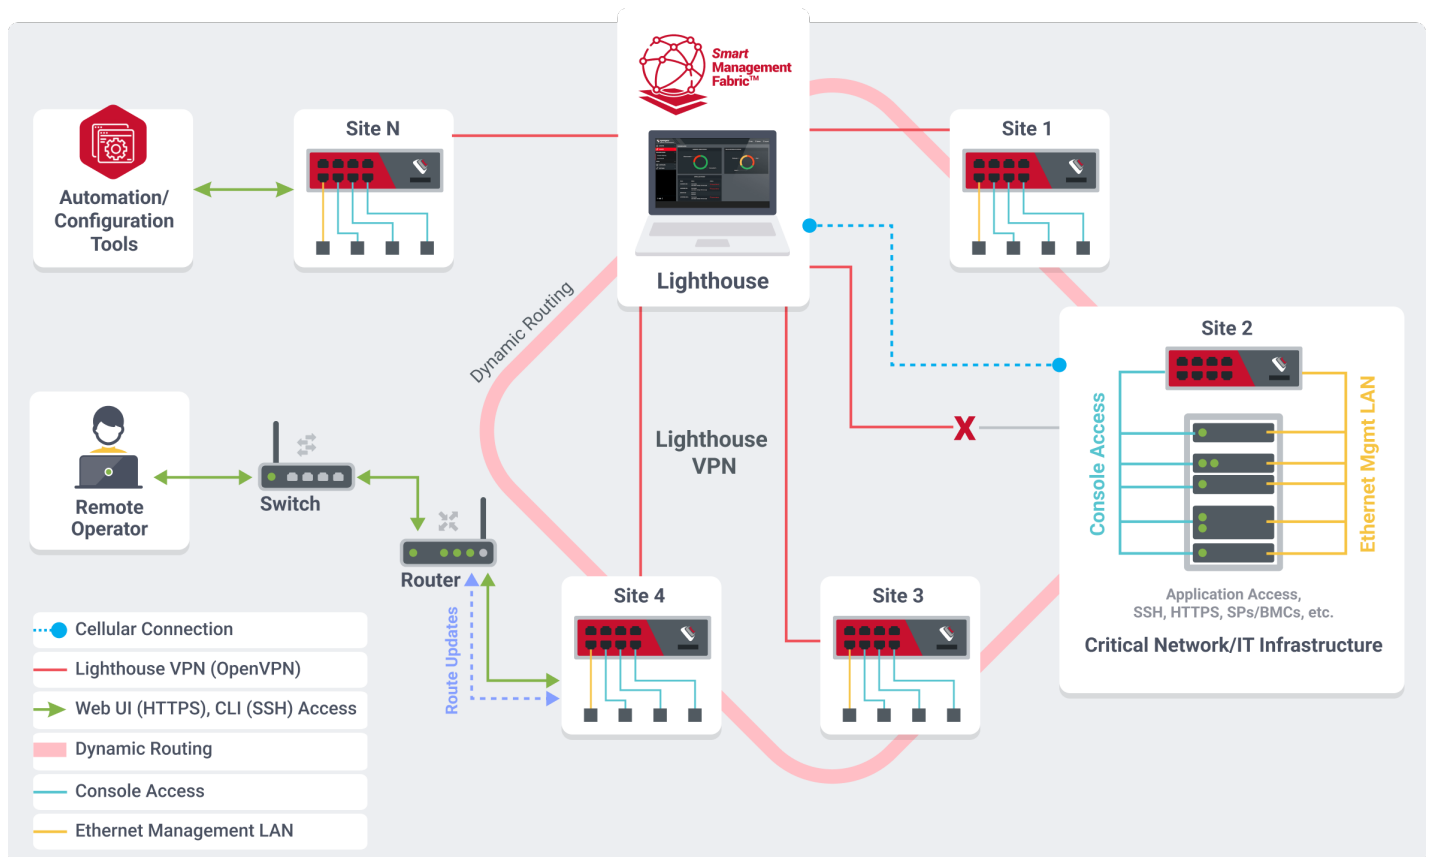 Smart
Management
Fabric™
Lighthouse
Site N
Site 1
Automation/
Configuration
Tools
Dynamic Routing
Site 2
Console Access
Ethernet Mgmt LAN
Application Access,
SSH, HTTPS, SPs/BMCs, etc.
Critical Network/IT Infrastructure
X
Lighthouse
VPN
Remote
Operator
Switch
Router
Route Updates
Site 4
Site 3
Cellular Connection
Lighthouse VPN (OpenVPN)
Web UI (HTTPS), CLI (SSH) Access
Dynamic Routing
Console Access
Ethernet Management LAN